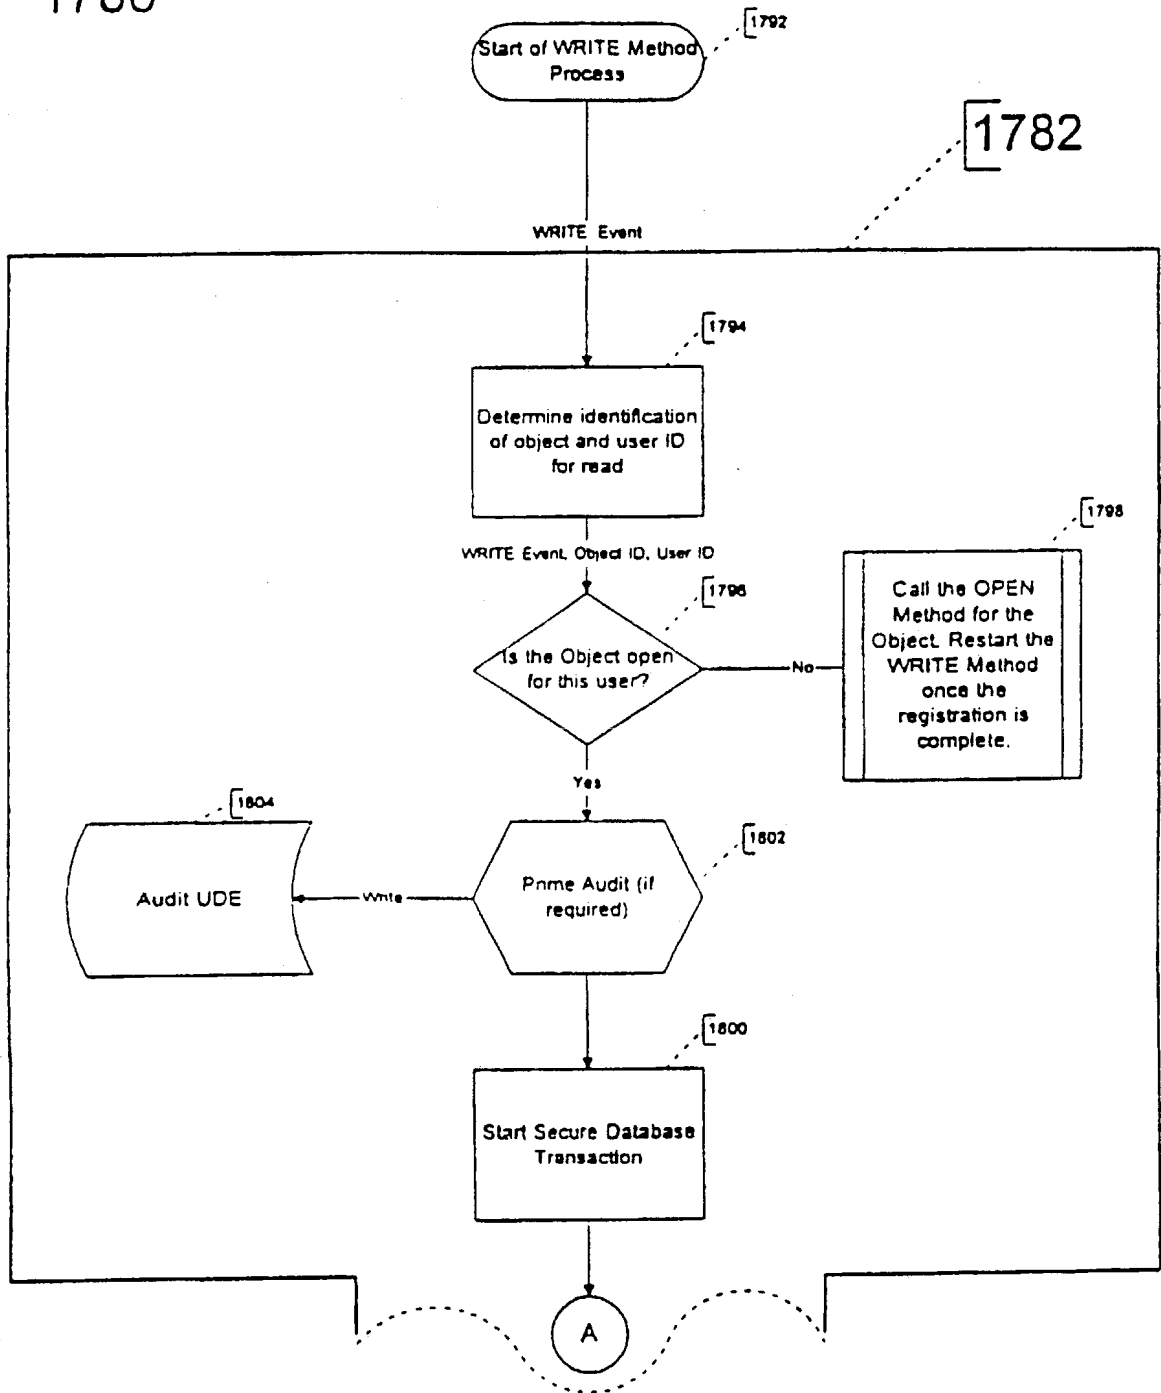 1792
Start of WRITE Method
Process
1782
WRITE Event
1794
Determine identification
of object and user ID
for read
WRITE Event, Object ID, User ID
1798
1796
Call the OPEN
Method for the
Object. Restart the
WRITE Method
once the
registration is
complete.
Is the Object open
for this user?
No
Yes
1804
1802
Audit UDE
Write
Prime Audit (if
required)
1800
Start Secure Database
Transaction
A